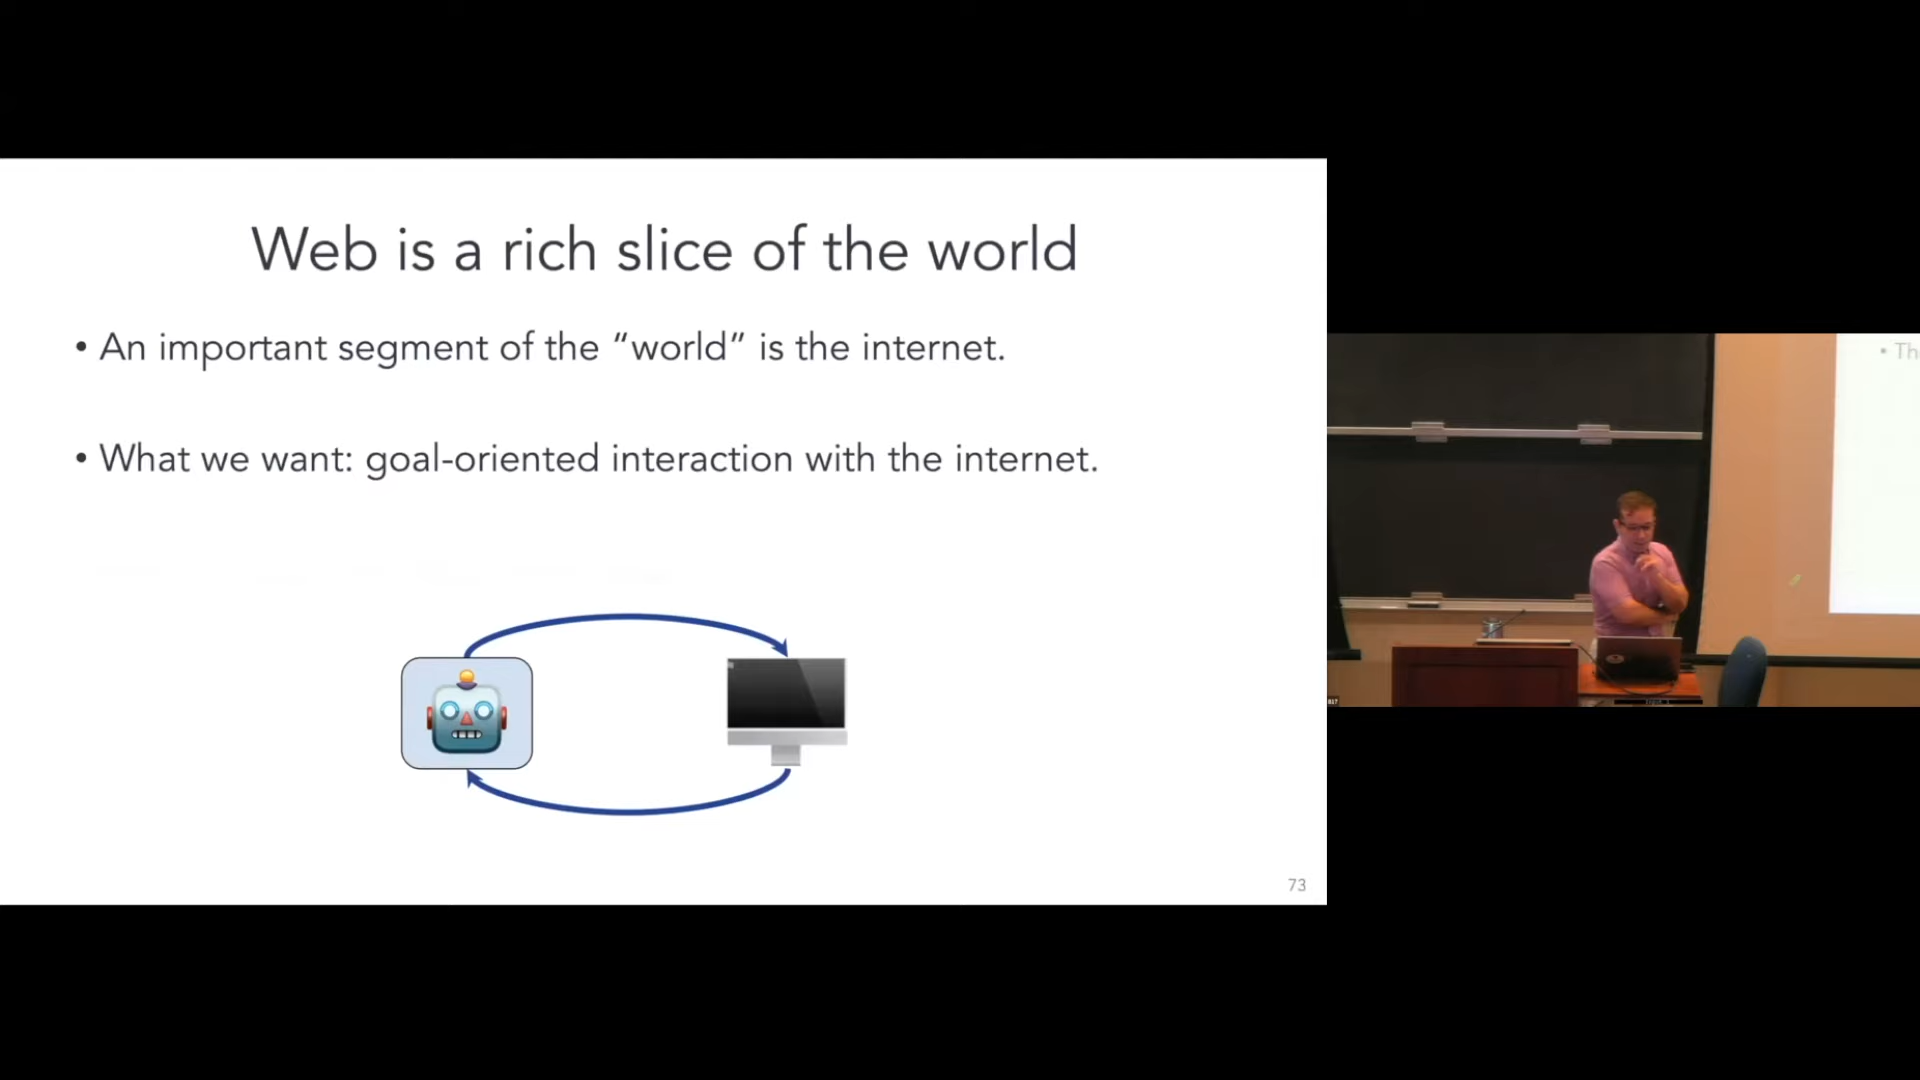 Web is a rich slice of the world
• An important segment of the “world” is the internet.
• What we want: goal-oriented interaction with the internet.
73
• Th